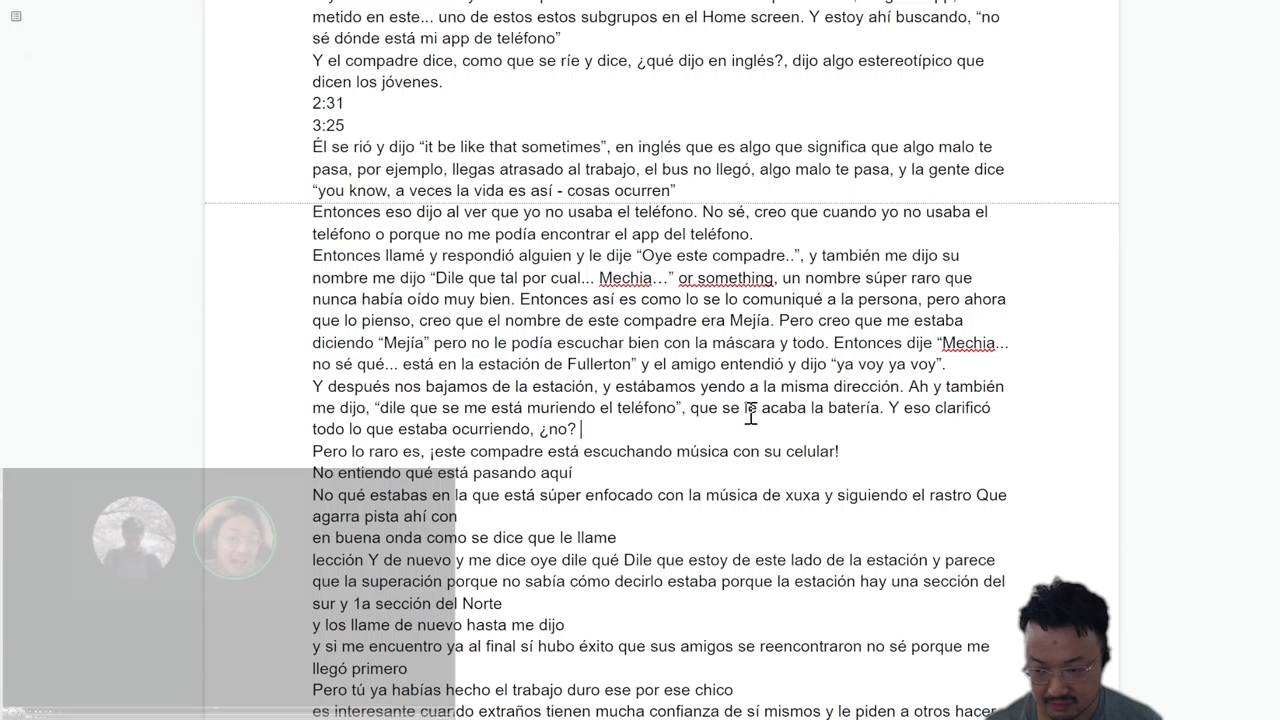 metido en este... uno de estos estos subgrupos en el Home screen. Y estoy ahí buscando, “no
sé dónde está mi app de teléfono”
Y el compadre dice, como que se ríe y dice, ¿qué dijo en inglés?, dijo algo estereotípico que
dicen los jóvenes.
2:31
3:25
Él se rió y dijo “it be like that sometimes”, en inglés que es algo que significa que algo malo te
pasa, por ejemplo, llegas atrasado al trabajo, el bus no llegó, algo malo te pasa, y la gente dice
“you know, a veces la vida es así - cosas ocurren”
Entonces eso dijo al ver que yo no usaba el teléfono. No sé, creo que cuando yo no usaba el
teléfono o porque no me podía encontrar el app del teléfono.
Entonces llamé y respondió alguien y le dije “Oye este compadre..”, y también me dijo su
nombre me dijo “Dile que tal por cual... Mechia…” or something, un nombre súper raro que
nunca había oído muy bien. Entonces así es como lo se lo comuniqué a la persona, pero ahora
que lo pienso, creo que el nombre de este compadre era Mejía. Pero creo que me estaba
diciendo “Mejía” pero no le podía escuchar bien con la máscara y todo. Entonces dije “Mechia...
no sé qué... está en la estación de Fullerton” y el amigo entendió y dijo “ya voy ya voy”.
Y después nos bajamos de la estación, y estábamos yendo a la misma dirección. Ah y también
me dijo, “dile que se me está muriendo el teléfono”, que se le acaba la batería. Y eso clarificó
todo lo que estaba ocurriendo, ¿no?
Pero lo raro es, ¡este compadre está escuchando música con su celular!
No entiendo qué está pasando aquí
No qué estabas en la que está súper enfocado con la música de xuxa y siguiendo el rastro Que
agarra pista ahí con
en buena onda como se dice que le llame
lección Y de nuevo y me dice oye dile qué Dile que estoy de este lado de la estación y parece
que la superación porque no sabía cómo decirlo estaba porque la estación hay una sección del
sur y 1a sección del Norte
y los llame de nuevo hasta me dijo
y si me encuentro ya al final sí hubo éxito que sus amigos se reencontraron no sé porque me
llegó primero
Pero tú ya habías hecho el trabajo duro ese por ese chico
es interesante cuando extraños tienen mucha confianza de sí mismos y le piden a otros hacer